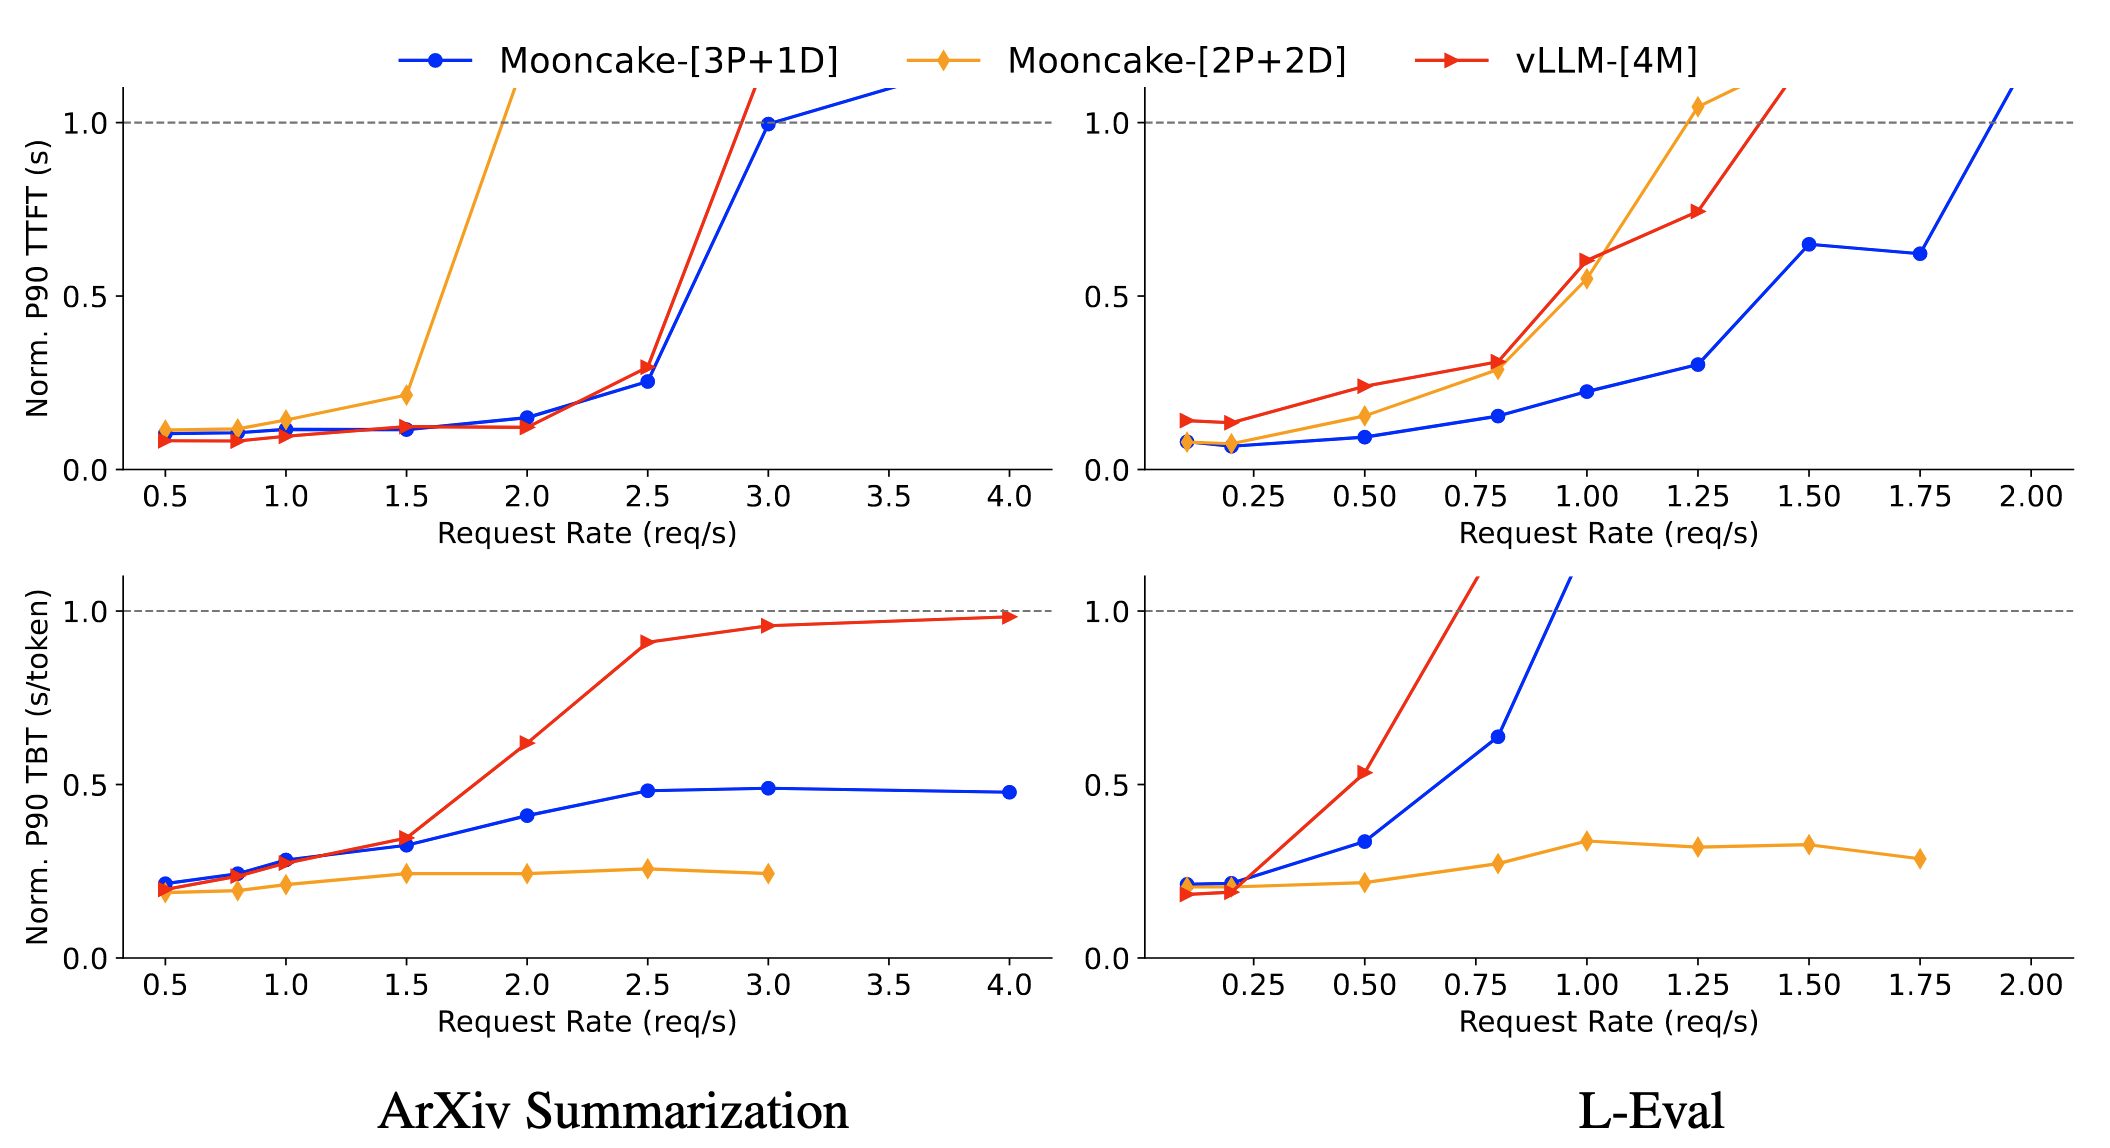 Mooncake-[3P+1D] Mooncake-[2P+2D] vLLM-[4M]
Norm. P90 TTFT (s)
1.0
0.5
0.0
0.5 1.0 1.5 2.0 2.5 3.0 3.5 4.0
Request Rate (req/s)
1.0
0.5
0.0
0.25 0.50 0.75 1.00 1.25 1.50 1.75 2.00
Request Rate (req/s)
Norm. P90 TBT (s/token)
1.0
0.5
0.0
0.5 1.0 1.5 2.0 2.5 3.0 3.5 4.0
Request Rate (req/s)
1.0
0.5
0.0
0.25 0.50 0.75 1.00 1.25 1.50 1.75 2.00
Request Rate (req/s)
ArXiv Summarization
L-Eval